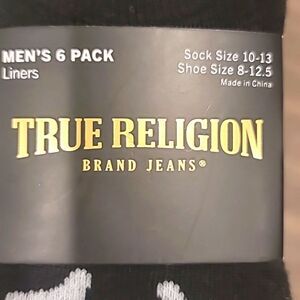 MEN'S 6 PACK
Liners
Sock Size 10-13
Shoe Size 8-12.5
Made in China
TRUE RELIGION
BRAND JEANS®